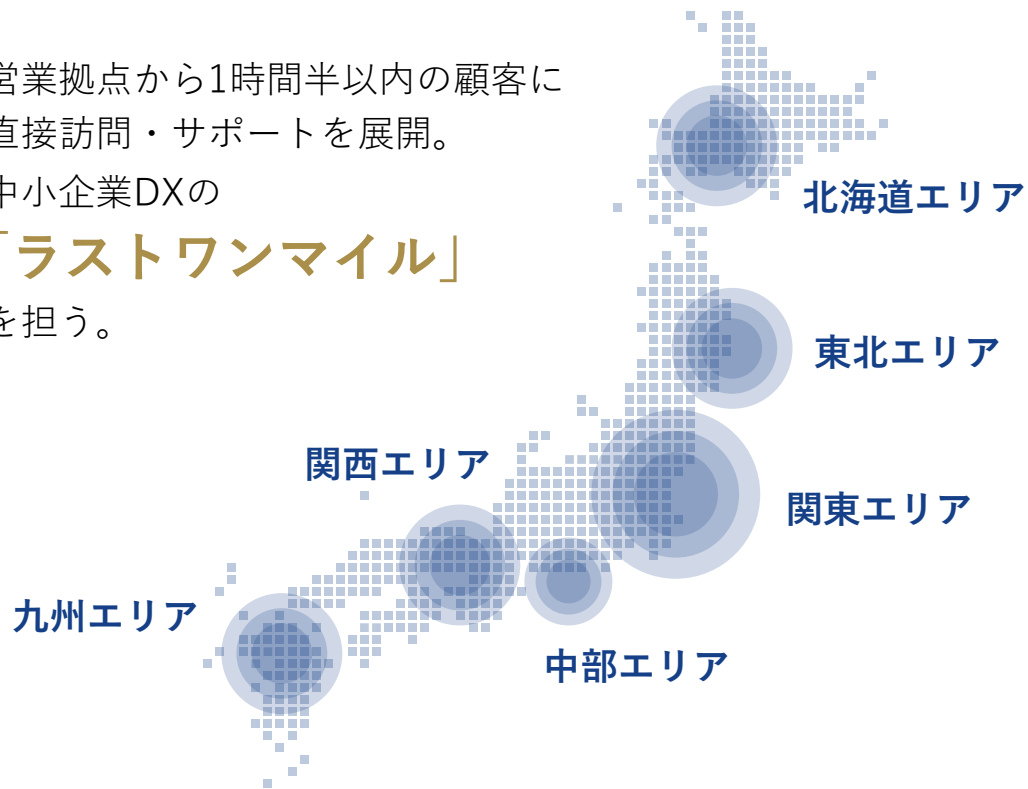 営業拠点から1時間半以内の顧客に
直接訪問・サポートを展開。
中小企業DXの
「ラストワンマイル」
を担う。
北海道エリア
東北エリア
関西エリア
関東エリア
九州エリア
中部エリア